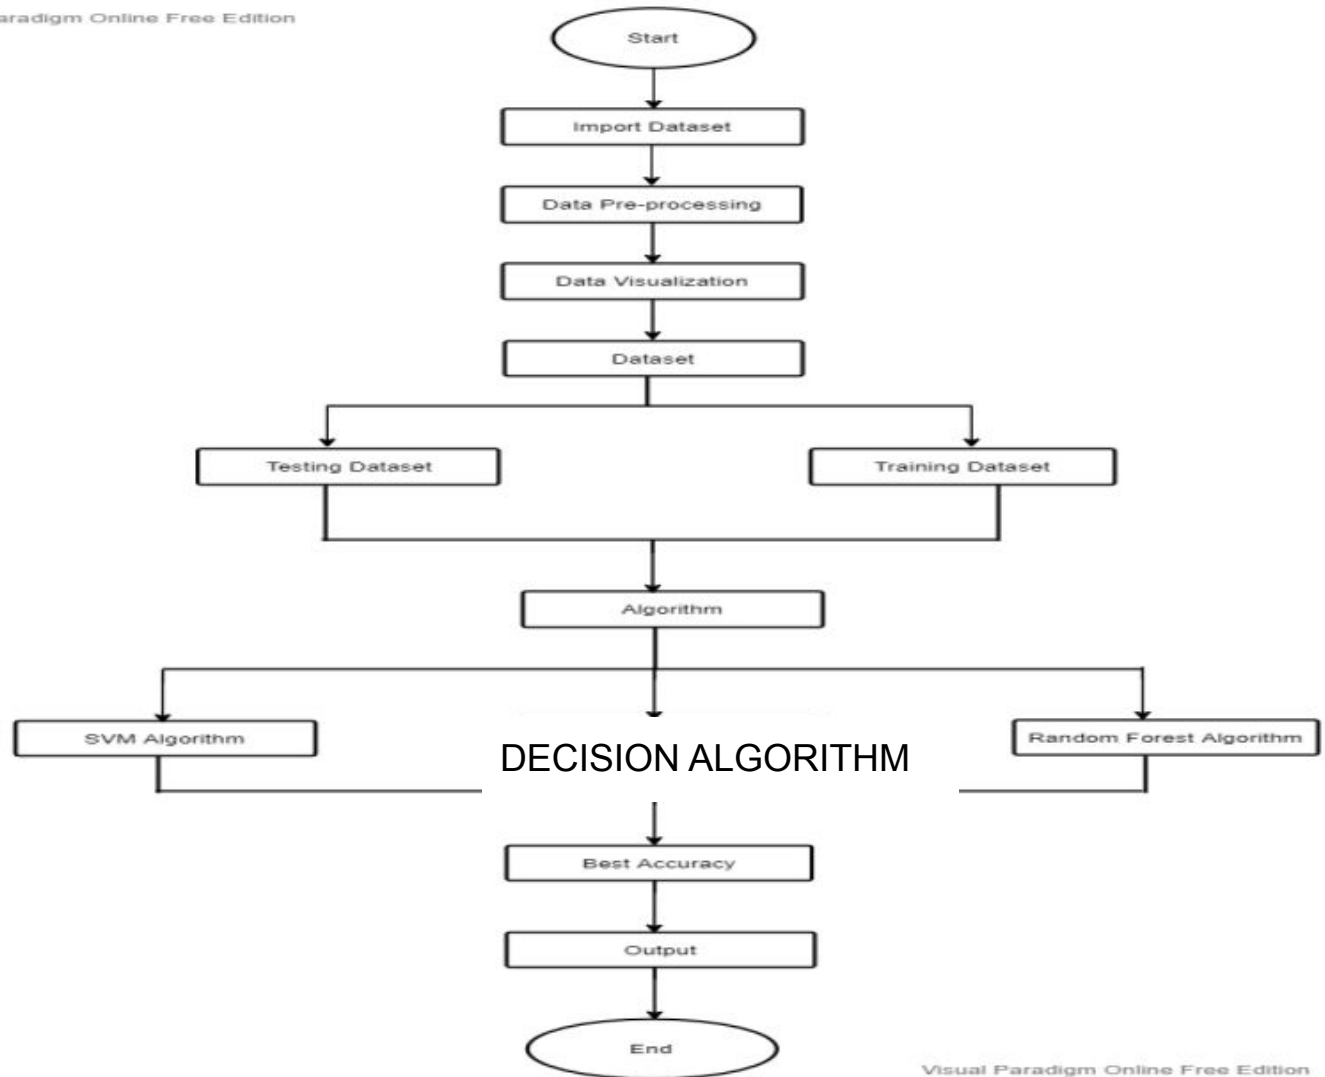 aradigm Online Free Edition
Start
Import Dataset
Data Pre-processing
Data Visualization
Dataset
Testing Dataset
Training Dataset
Algorithm
SVM Algorithm
DECISION ALGORITHM
Random Forest Algorithm
Best Accuracy
Output
End
Visual Paradigm Online Free Edition